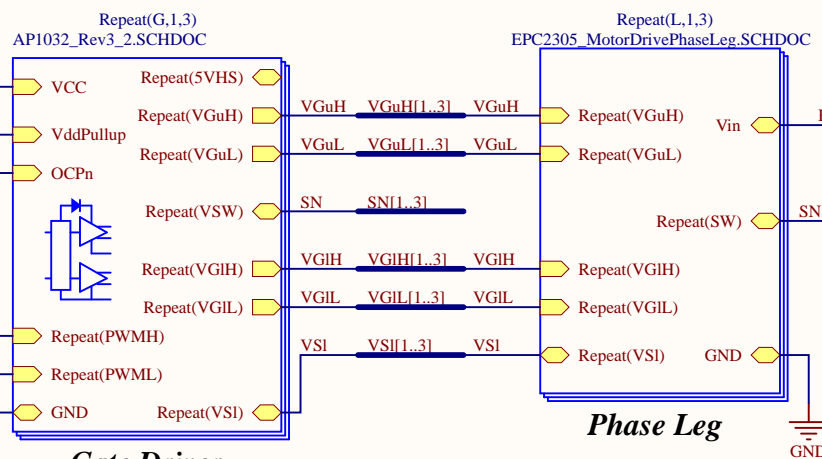 Repeat(G,1,3)
AP1032_Rev3_2.SCHDOC
VCC
VddPullup
OCPn
Repeat(PWMH)
Repeat(PWML)
GND
Repeat(5VHS)
Repeat(VGuH)
Repeat(VGuL)
Repeat(VSW)
Repeat(VGlH)
Repeat(VGlL)
Repeat(VSl)
VGuH VGuH[1..3] VGuH
VGuL VGuL[1..3] VGuL
SN SN[1..3]
VGlH VGlH[1..3] VGlH
VGlL VGlL[1..3] VGlL
VSl VSl[1..3] VSl
Repeat(L,1,3)
EPC2305_MotorDrivePhaseLeg.SCHDOC
Repeat(VGuH)
Repeat(VGuL)
Repeat(VGlH)
Repeat(VGlL)
Repeat(VSl)
Vin
Repeat(SW)
GND
SN
GND
Phase Leg